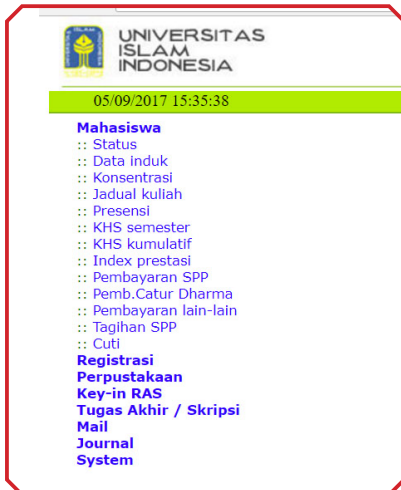 UNIVERSITAS
ISLAM
INDONESIA
05/09/2017 15:35:38
Mahasiswa
:: Status
:: Data induk
:: Konsentrasi
:: Jadual kuliah
:: Presensi
:: KHS semester
:: KHS kumulatif
:: Index prestasi
:: Pembayaran SPP
:: Pemb.Catur Dharma
:: Pembayaran lain-lain
:: Tagihan SPP
:: Cuti
Registrasi
Perpustakaan
Key-in RAS
Tugas Akhir / Skripsi
Mail
Journal
System